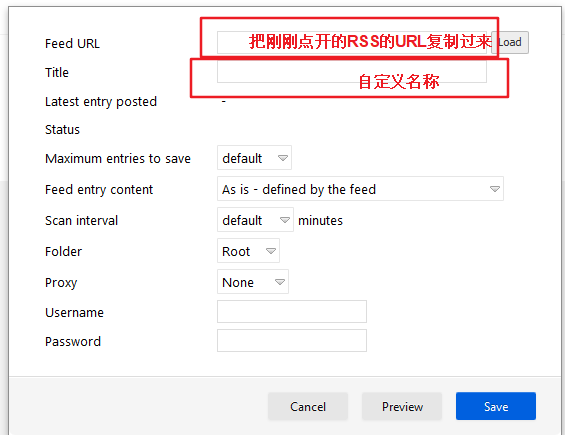 Feed URL 把刚刚点开的RSS的URL复制过来 Load
Title 自定义名称
Latest entry posted -
Status
Maximum entries to save default
Feed entry content As is - defined by the feed
Scan interval default minutes
Folder Root
Proxy None
Username
Password
Cancel Preview Save